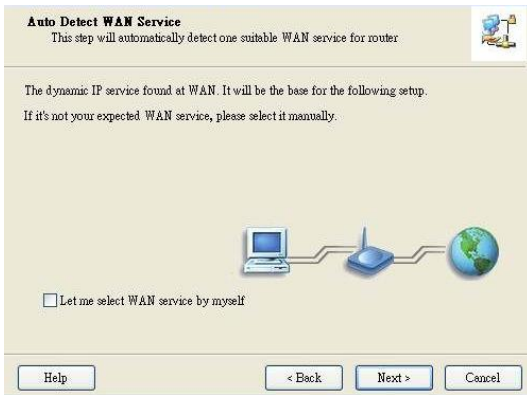 Auto Detect WAN Service
This step will automatically detect one suitable WAN service for router
The dynamic IP service found at WAN. It will be the base for the following setup.
If it's not your expected WAN service, please select it manually.
Let me select WAN service by myself
Help
< Back
Next >
Cancel